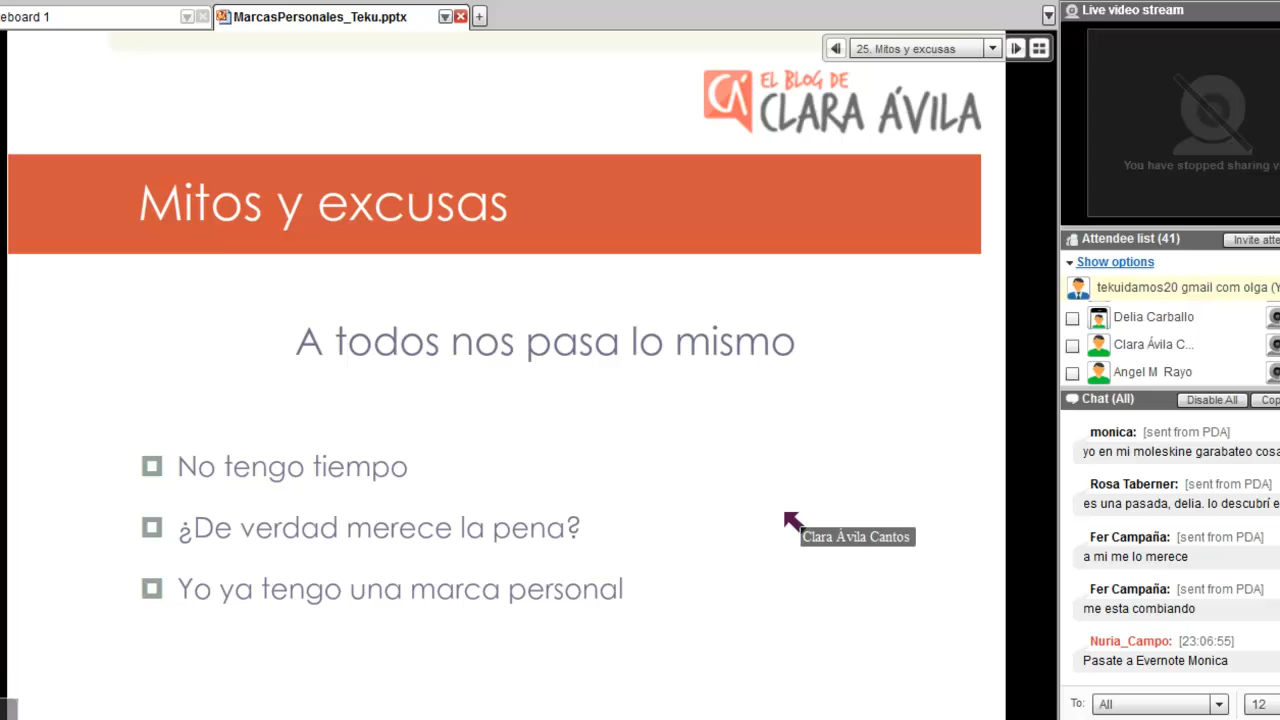 eboard 1
MarcasPersonales_Teku.pptx
25. Mitos y excusas
EL BLOG DE
CLARA ÁVILA
CÁ
Mitos y excusas
A todos nos pasa lo mismo
No tengo tiempo
¿De verdad merece la pena?
Yo ya tengo una marca personal
Clara Ávila Cantos
Live video stream
You have stopped sharing v
Attendee list (41)
Invite atte
Show options
tekuidamos20 gmail com olga (Y
Delia Carballo
Clara Ávila C...
Angel M Rayo
Chat (All)
Disable All
Cop
monica: [sent from PDA]
yo en mi moleskine garabateo cosa
Rosa Taberner: [sent from PDA]
es una pasada, delia. lo descubrí e
Fer Campaña: [sent from PDA]
a mi me lo merece
Fer Campaña: [sent from PDA]
me esta combiando
Nuria_Campo: [23:06:55]
Pasate a Evernote Monica
To: All 12